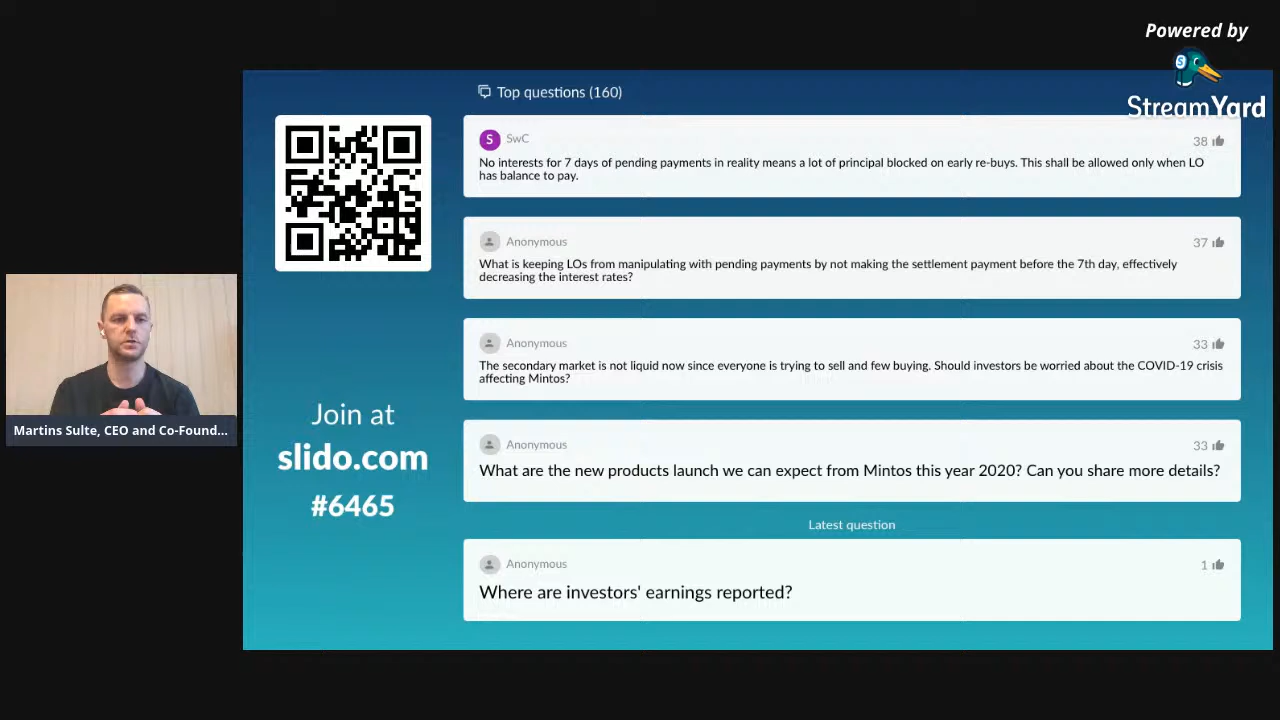 Powered by
StreamYard
Top questions (160)
S SwC
38
No interests for 7 days of pending payments in reality means a lot of principal blocked on early re-buys. This shall be allowed only when LO
has balance to pay.
Anonymous
37
What is keeping LOs from manipulating with pending payments by not making the settlement payment before the 7th day, effectively
decreasing the interest rates?
Anonymous
33
The secondary market is not liquid now since everyone is trying to sell and few buying. Should investors be worried about the COVID-19 crisis
affecting Mintos?
Anonymous
33
What are the new products launch we can expect from Mintos this year 2020? Can you share more details?
Latest question
Anonymous
1
Where are investors' earnings reported?
Join at
slido.com
#6465
Martins Sulte, CEO and Co-Found...